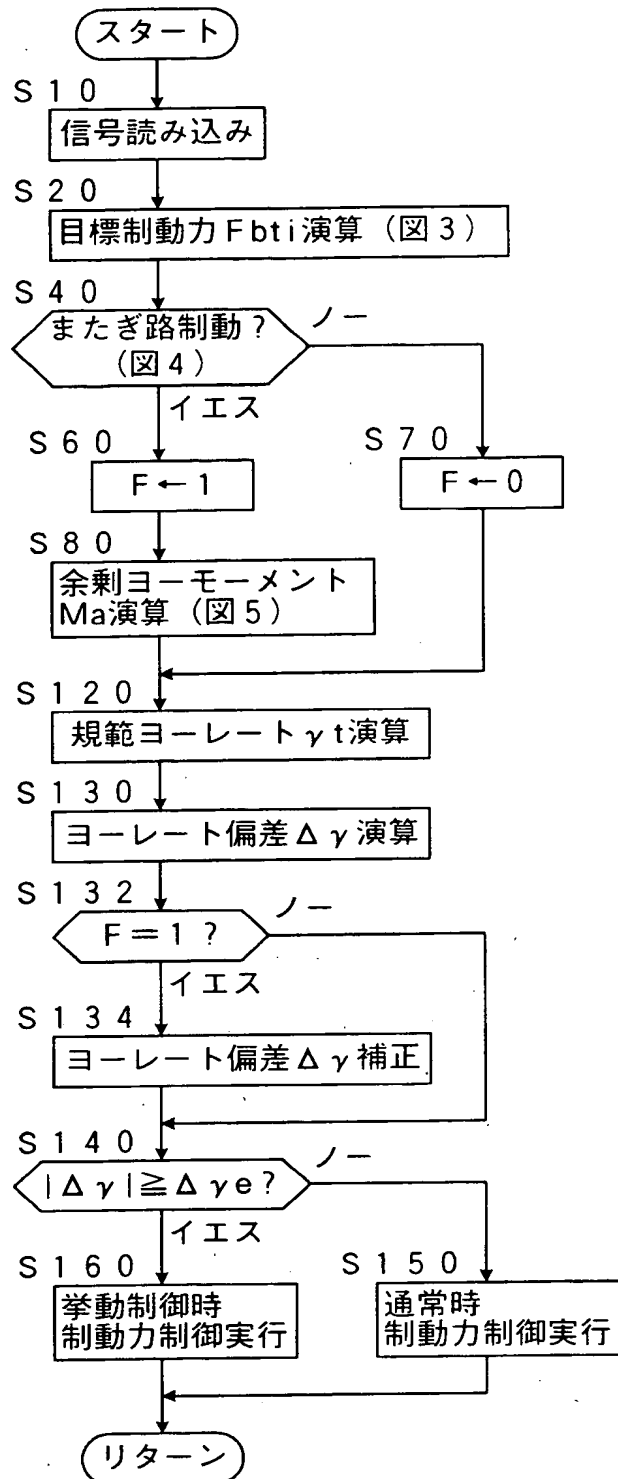 スタート
S10
信号読み込み
S20
目標制動力Fbti演算（図3）
S40
またぎ路制動？
（図4）
ノー
イエス
S60
F←1
S70
F←0
S80
余剰ヨーモーメント
Ma演算（図5）
S120
規範ヨーレートγt演算
S130
ヨーレート偏差Δγ演算
S132
F＝1？
ノー
イエス
S134
ヨーレート偏差Δγ補正
S140
|Δγ|≧Δγe？
ノー
イエス
S160
挙動制御時
制動力制御実行
S150
通常時
制動力制御実行
リターン